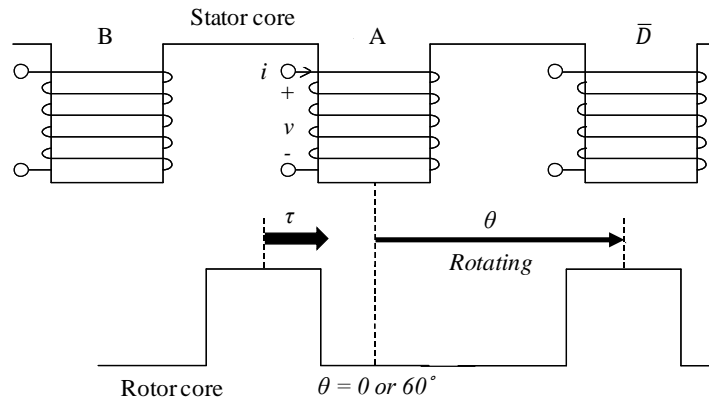 Stator core
B
A
D̅
i
+
v
-
τ
θ
Rotating
Rotor core
θ = 0 or 60°